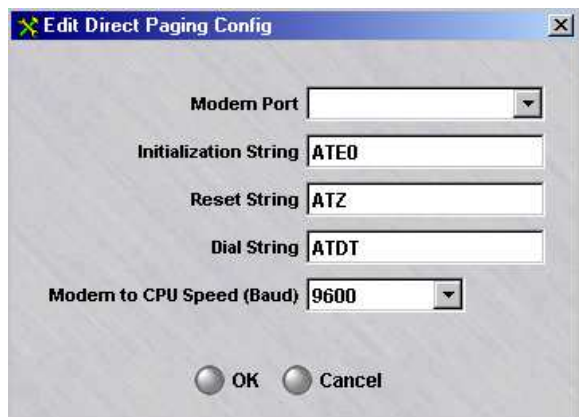 Edit Direct Paging Config
Modem Port
Initialization String ATE0
Reset String ATZ
Dial String ATDT
Modem to CPU Speed (Baud) 9600
OK Cancel